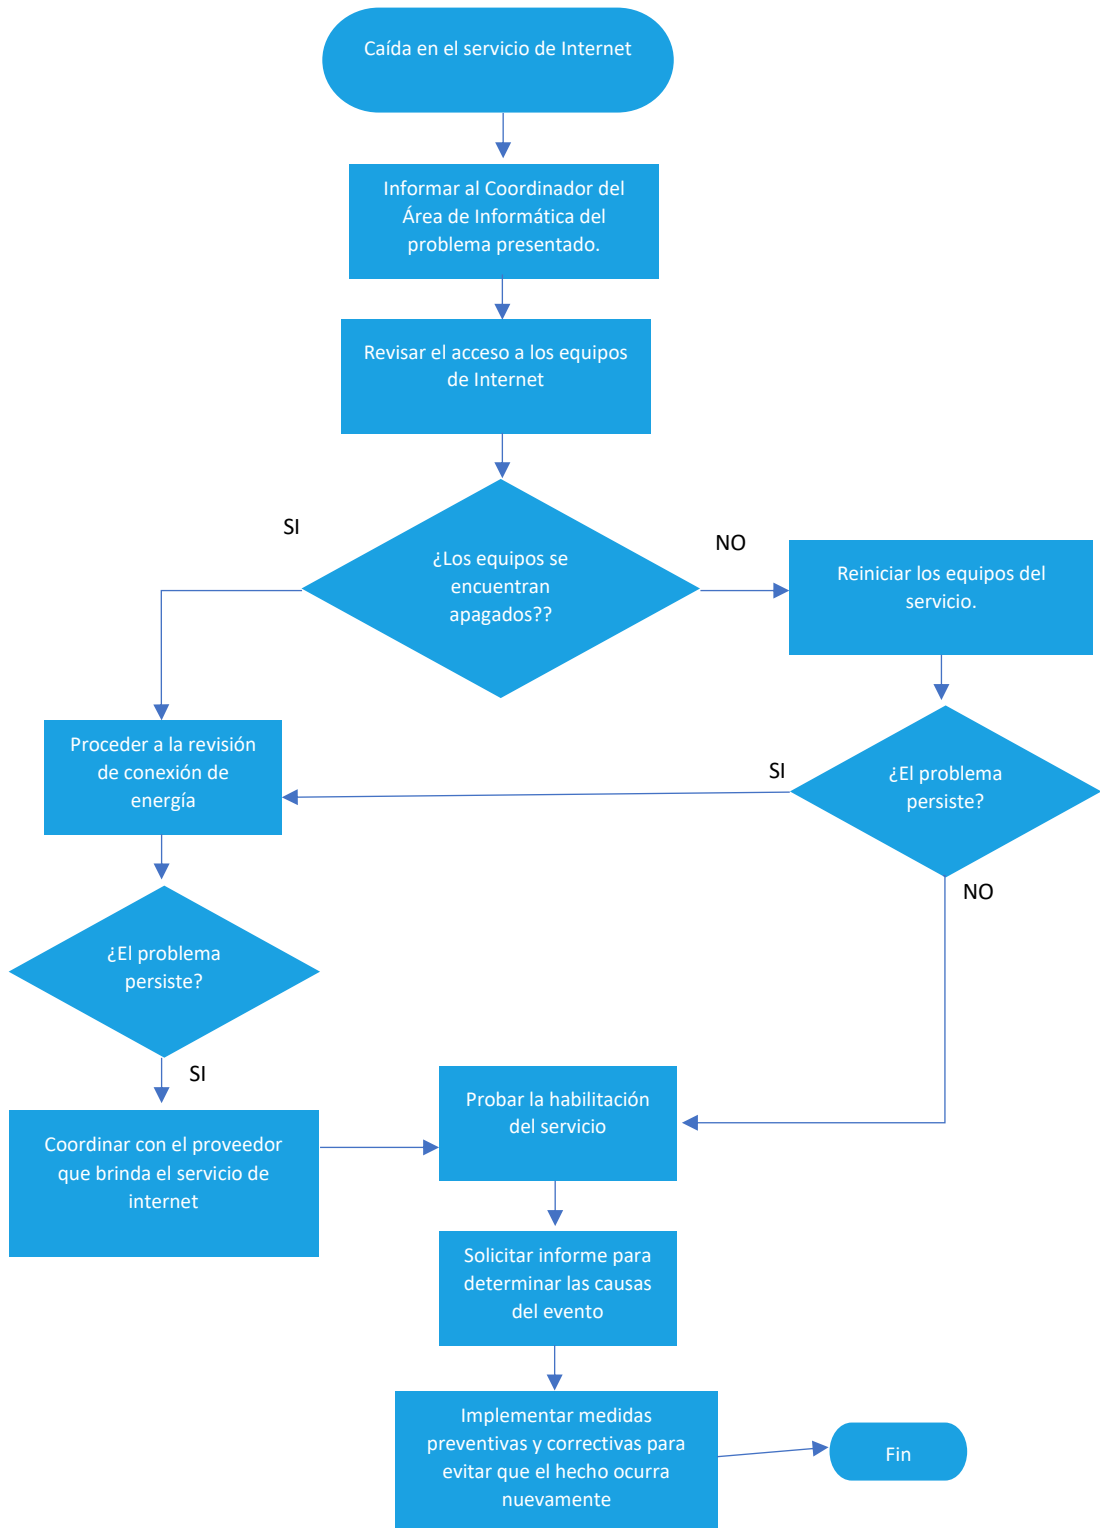 Caída en el servicio de Internet
Informar al Coordinador del
Área de Informática del
problema presentado.
Revisar el acceso a los equipos
de Internet
SI
¿Los equipos se
encuentran
apagados??
NO
Reiniciar los equipos del
servicio.
Proceder a la revisión
de conexión de
energía
SI
¿El problema
persiste?
NO
¿El problema
persiste?
SI
Coordinar con el proveedor
que brinda el servicio de
internet
Probar la habilitación
del servicio
Solicitar informe para
determinar las causas
del evento
Implementar medidas
preventivas y correctivas para
evitar que el hecho ocurra
nuevamente
Fin